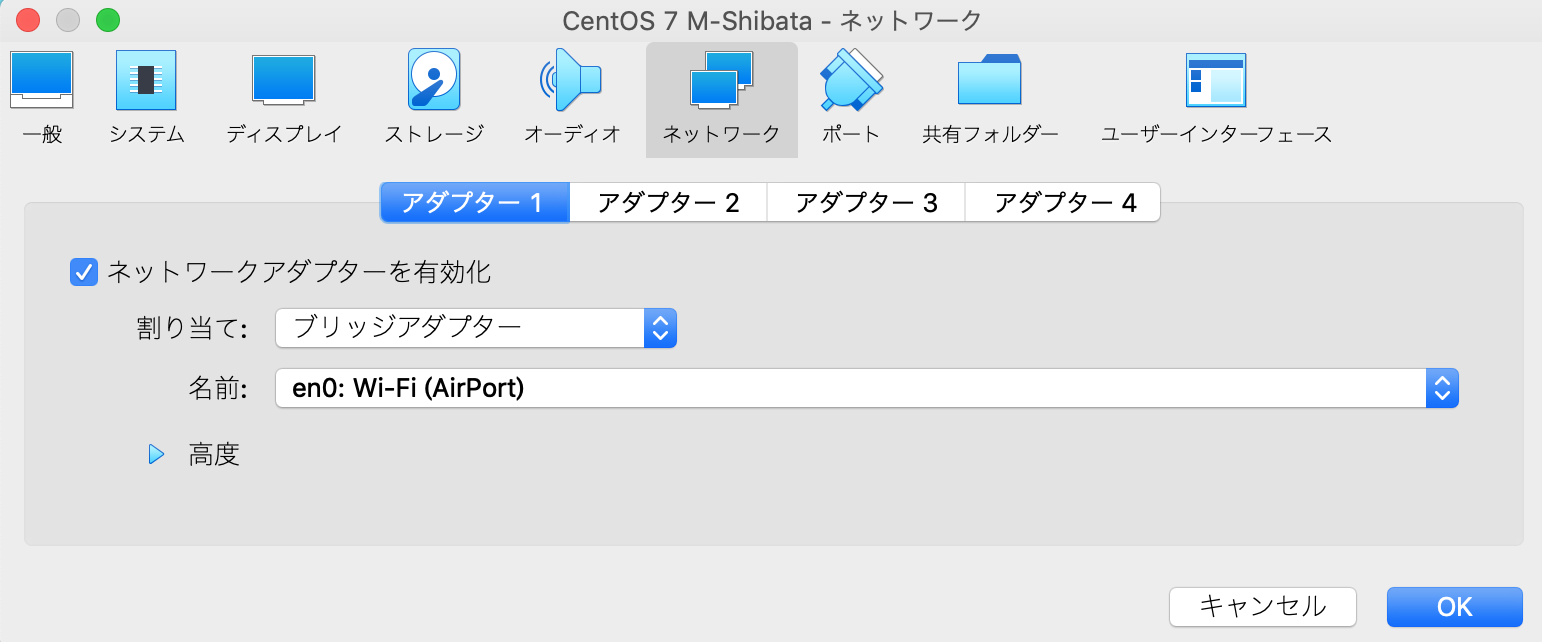 CentOS 7 M-Shibata - ネットワーク
一般 システム ディスプレイ ストレージ オーディオ ネットワーク ポート 共有フォルダー ユーザーインターフェース
アダプター 1 アダプター 2 アダプター 3 アダプター 4
ネットワークアダプターを有効化
割り当て: ブリッジアダプター
名前: en0: Wi-Fi (AirPort)
高度
キャンセル OK